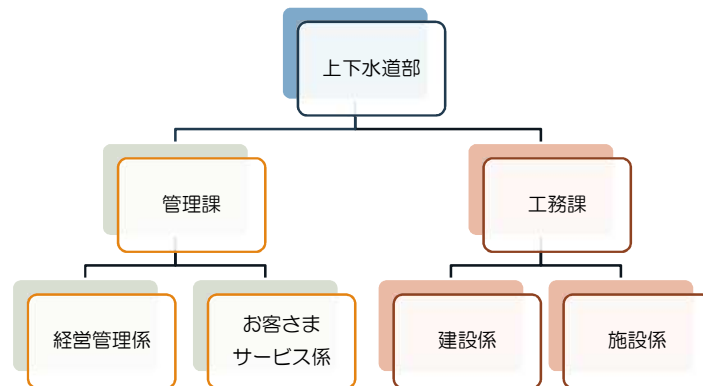 上下水道部
管理課
工務課
経営管理係
お客さま
サービス係
建設係
施設係